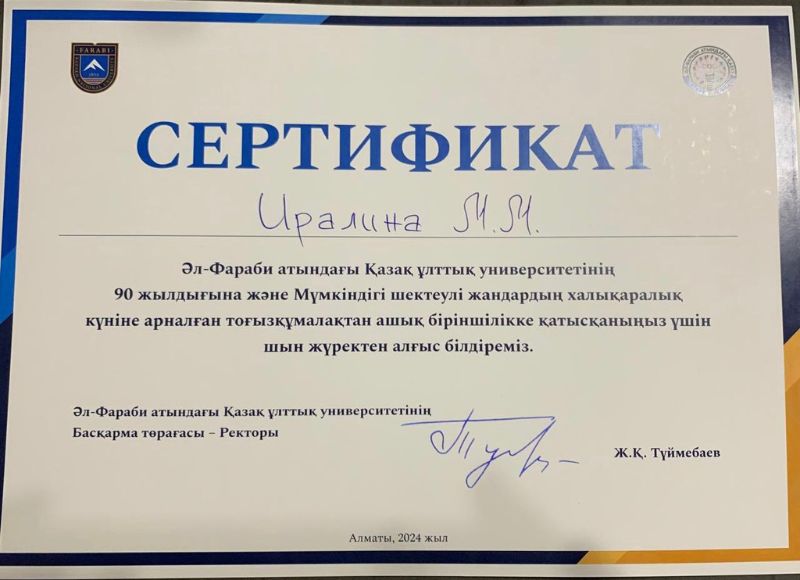 FARABI
СЕРТИФИКАТ
Иралина М.М.
Әл-Фараби атындағы Қазақ ұлттық университетінің
90 жылдығына және Мүмкіндігі шектеулі жандардың халықаралық
күніне арналған тоғызқұмалақтан ашық біріншілікке қатысқаныңыз үшін
шын жүректен алғыс білдіреміз.
Әл-Фараби атындағы Қазақ ұлттық университетінің
Басқарма төрағасы – Ректоры
Ж.Қ. Түймебаев
Алматы, 2024 жыл